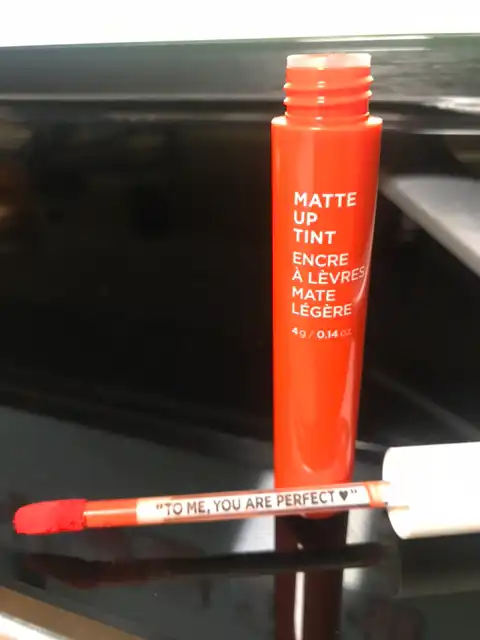 MATTE
UP
TINT
ENCRE
À LÈVRES
MATE
LÉGÈRE
4g / 0.14 oz
"TO ME, YOU ARE PERFECT ♥"